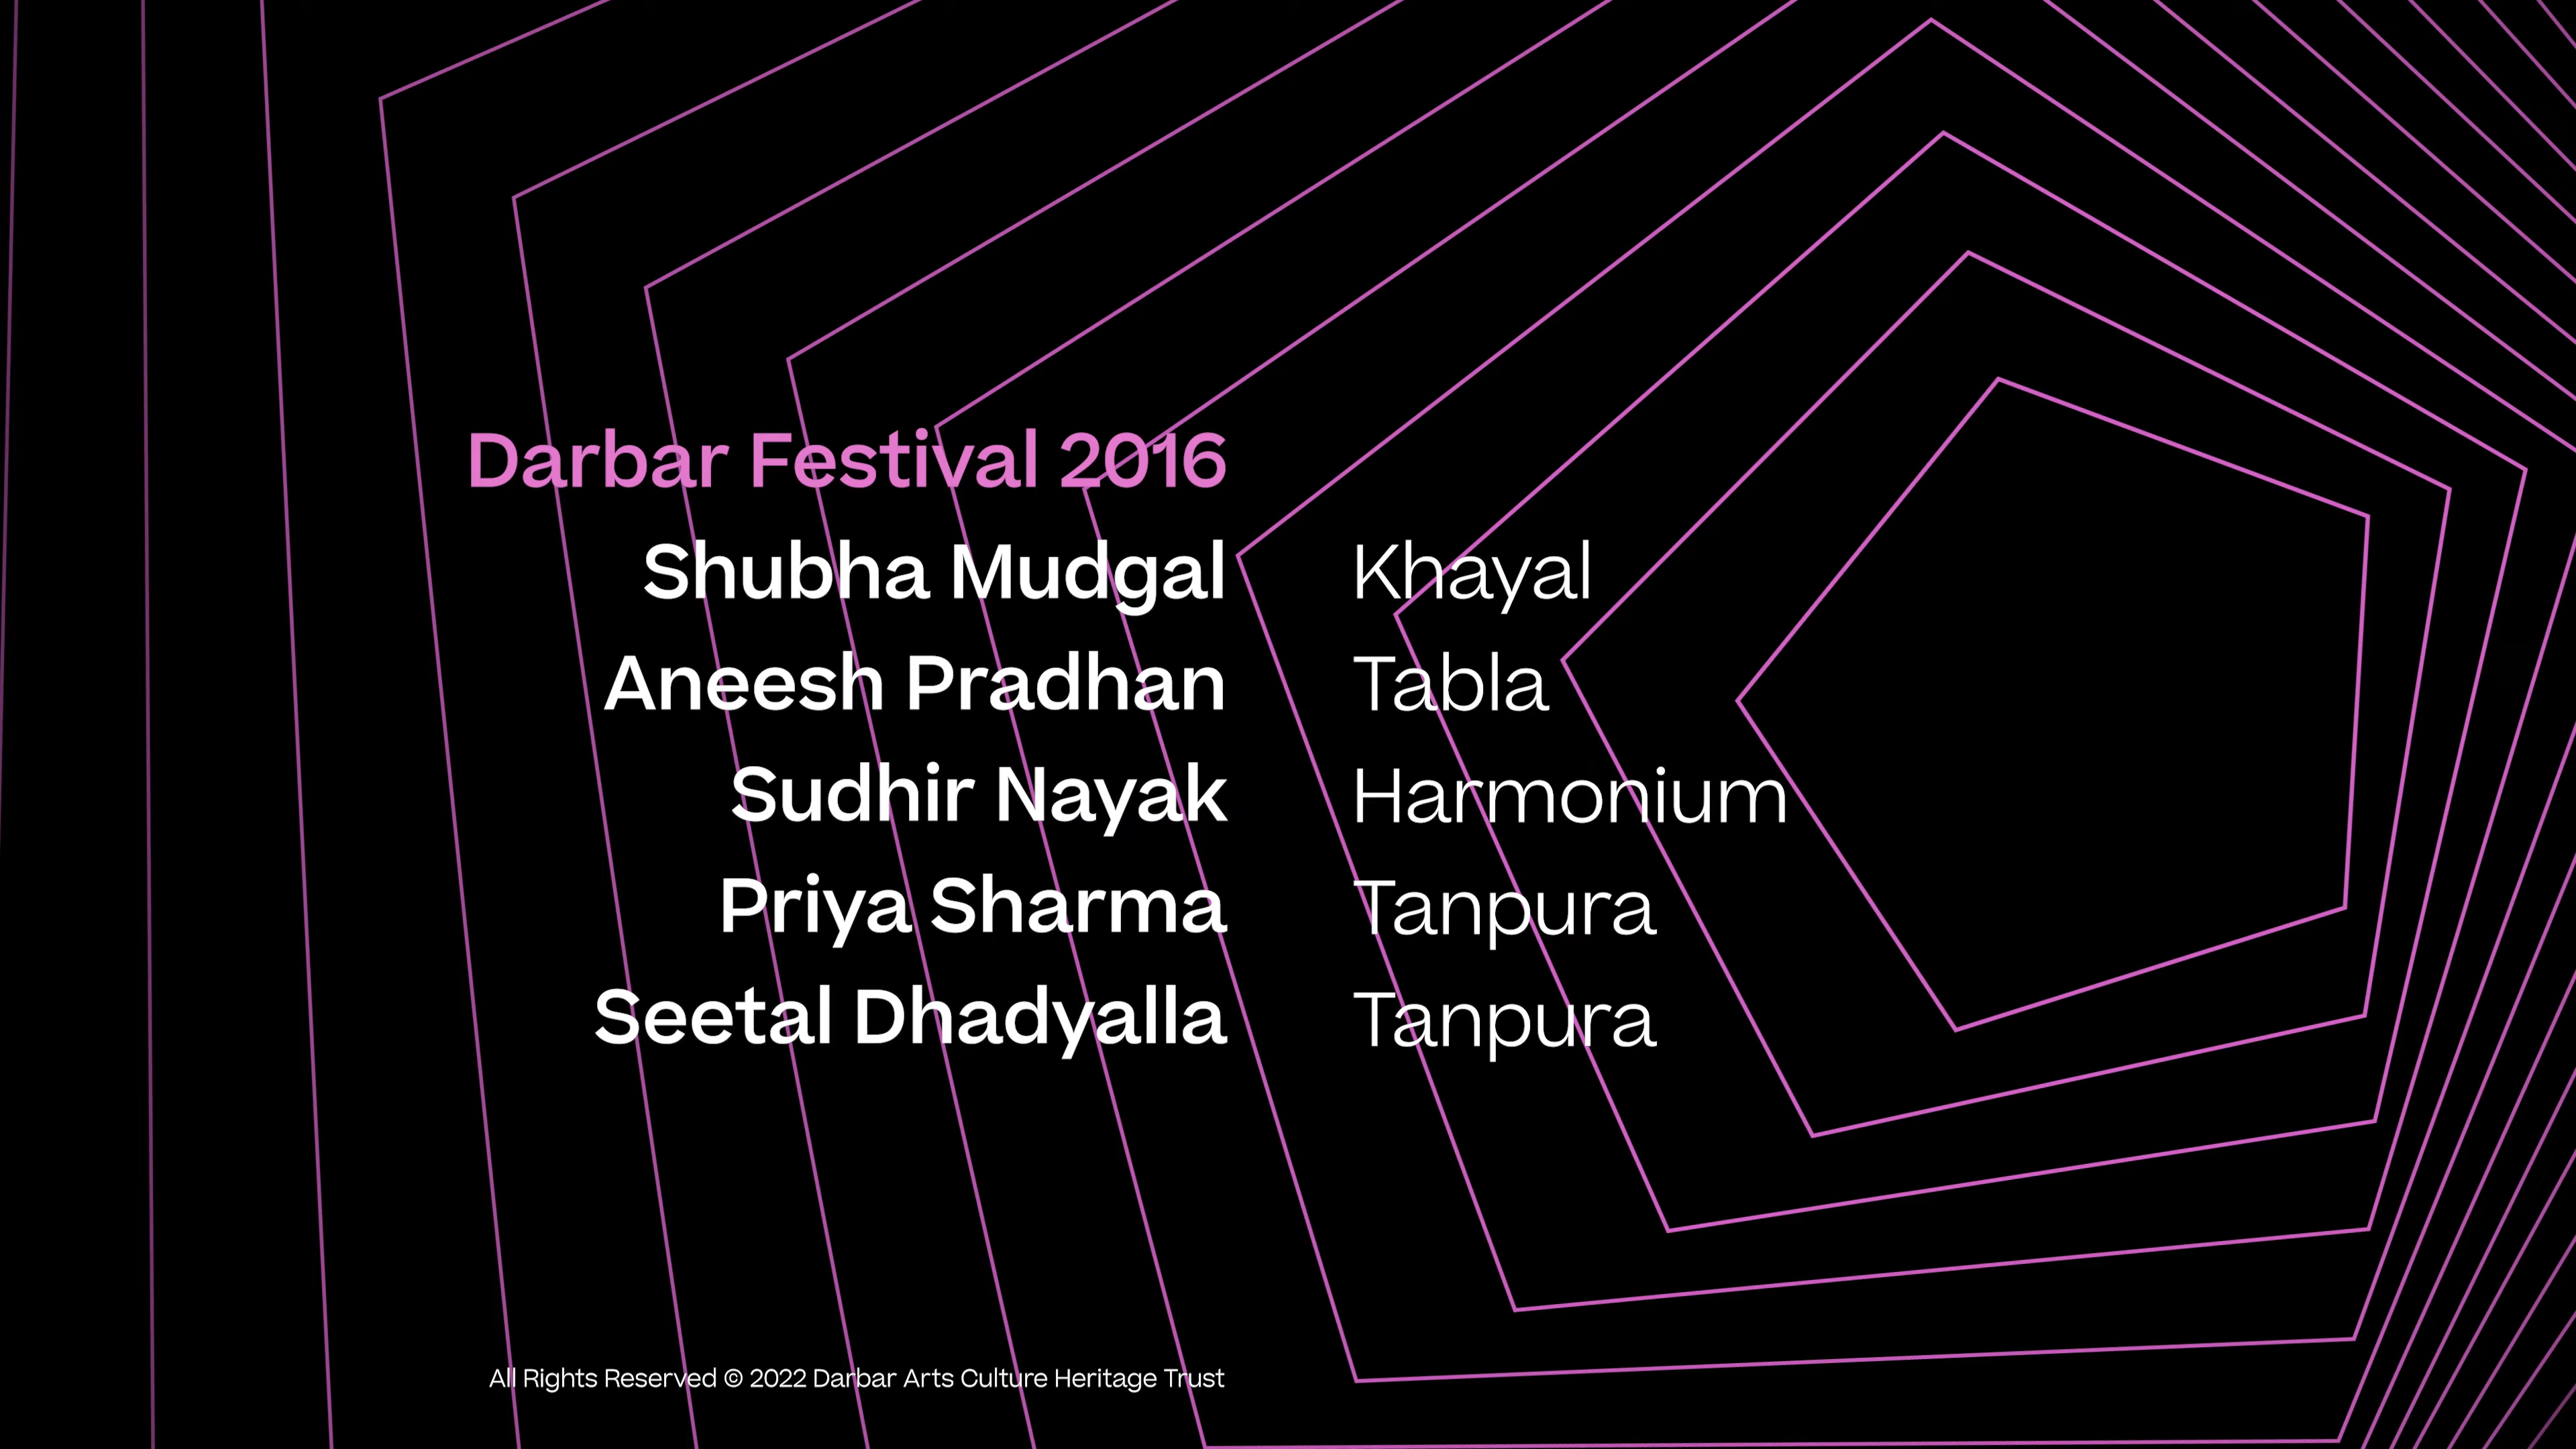 Darbar Festival 2016
Shubha Mudgal Khayal
Aneesh Pradhan Tabla
Sudhir Nayak Harmonium
Priya Sharma Tanpura
Seetal Dhadyalla Tanpura
All Rights Reserved © 2022 Darbar Arts Culture Heritage Trust